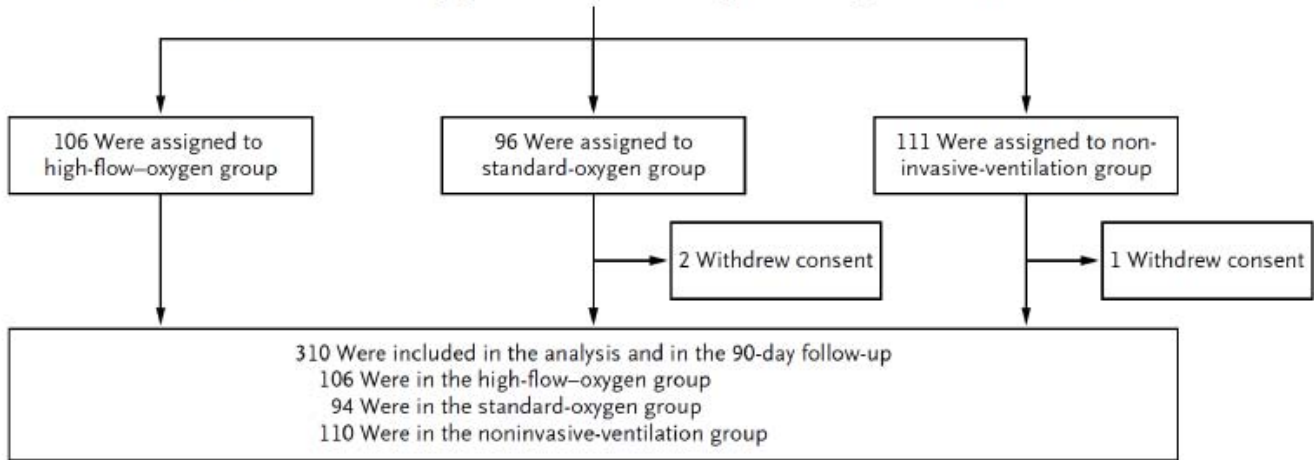 106 Were assigned to
high-flow–oxygen group
96 Were assigned to
standard-oxygen group
111 Were assigned to non-
invasive-ventilation group
2 Withdrew consent
1 Withdrew consent
310 Were included in the analysis and in the 90-day follow-up
106 Were in the high-flow–oxygen group
94 Were in the standard-oxygen group
110 Were in the noninvasive-ventilation group